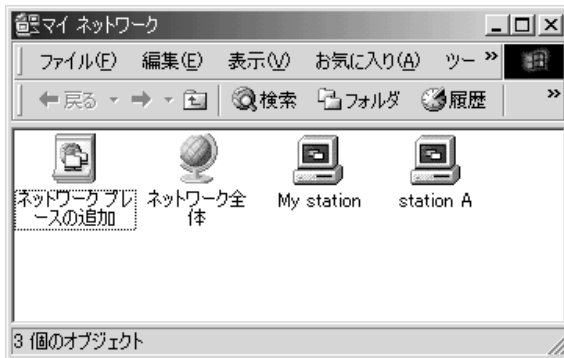 マイ ネットワーク
ファイル(F) 編集(E) 表示(V) お気に入り(A) ツー »
戻る 検索 フォルダ 履歴 »
ネットワーク プレ
ースの追加
ネットワーク全
体
My station
station A
3 個のオブジェクト